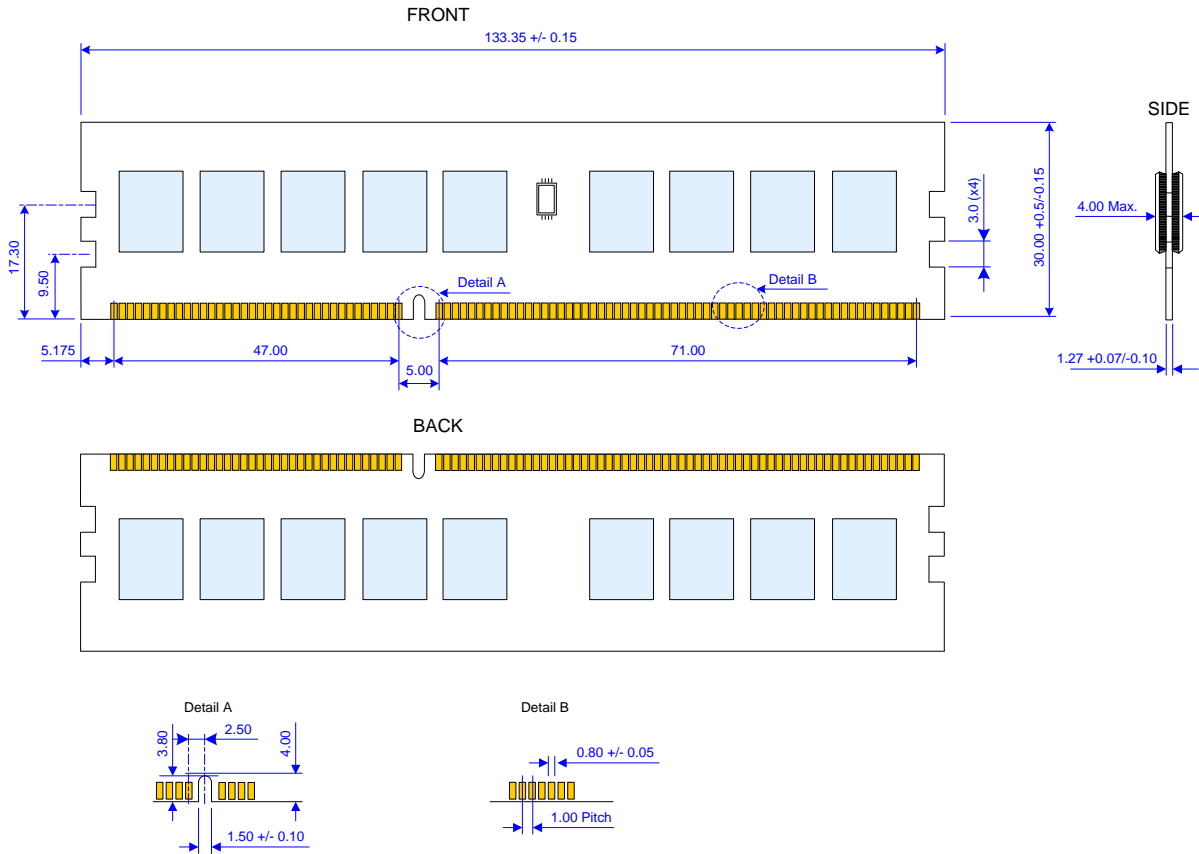 FRONT
133.35 +/- 0.15
SIDE
17.30
9.50
3.0 (x4)
30.00 +0.5/-0.15
4.00 Max.
Detail A
Detail B
5.175
47.00
5.00
71.00
1.27 +0.07/-0.10
BACK
Detail A
3.80
2.50
4.00
1.50 +/- 0.10
Detail B
0.80 +/- 0.05
1.00 Pitch